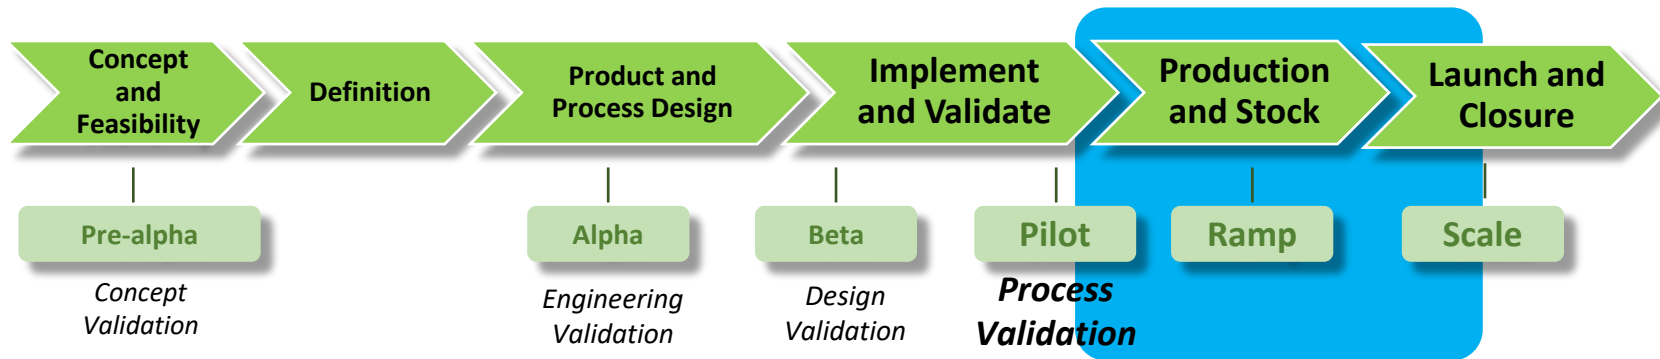 Concept
and
Feasibility
Definition
Product and
Process Design
Implement
and Validate
Production
and Stock
Launch and
Closure
Pre-alpha
Alpha
Beta
Pilot
Ramp
Scale
Concept
Validation
Engineering
Validation
Design
Validation
Process
Validation